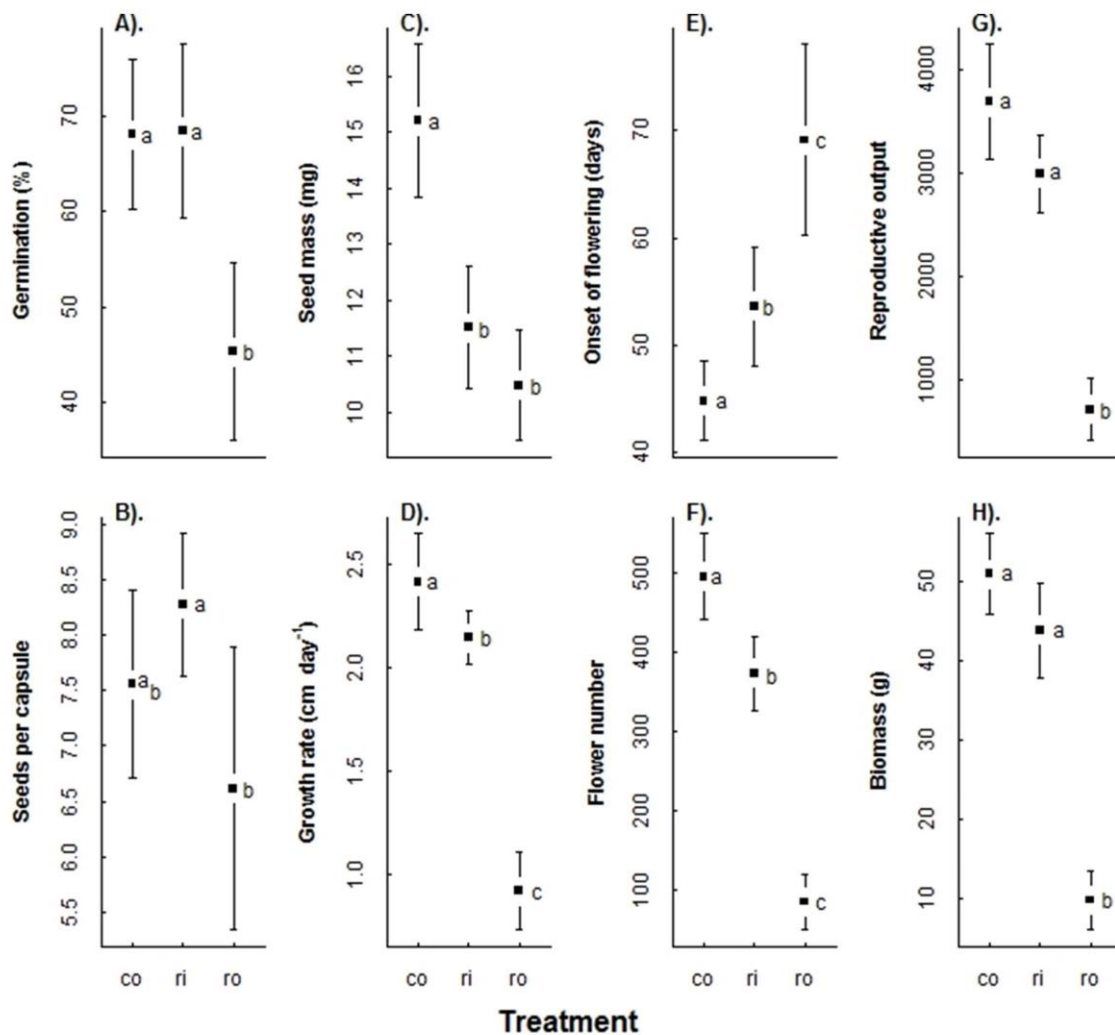 A).
Germination (%)
70
60
50
40
a
a
b
C).
Seed mass (mg)
16
15
14
13
12
11
10
a
b
b
E).
Onset of flowering (days)
70
60
50
40
a
b
c
G).
Reproductive output
4000
3000
2000
1000
a
a
b
B).
Seeds per capsule
9.0
8.5
8.0
7.5
7.0
6.5
6.0
5.5
a
b
a
b
co
ri
ro
D).
Growth rate (cm day-1)
2.5
2.0
1.5
1.0
a
b
c
co
ri
ro
F).
Flower number
500
400
300
200
100
a
b
c
co
ri
ro
H).
Biomass (g)
50
40
30
20
10
a
a
b
co
ri
ro
Treatment